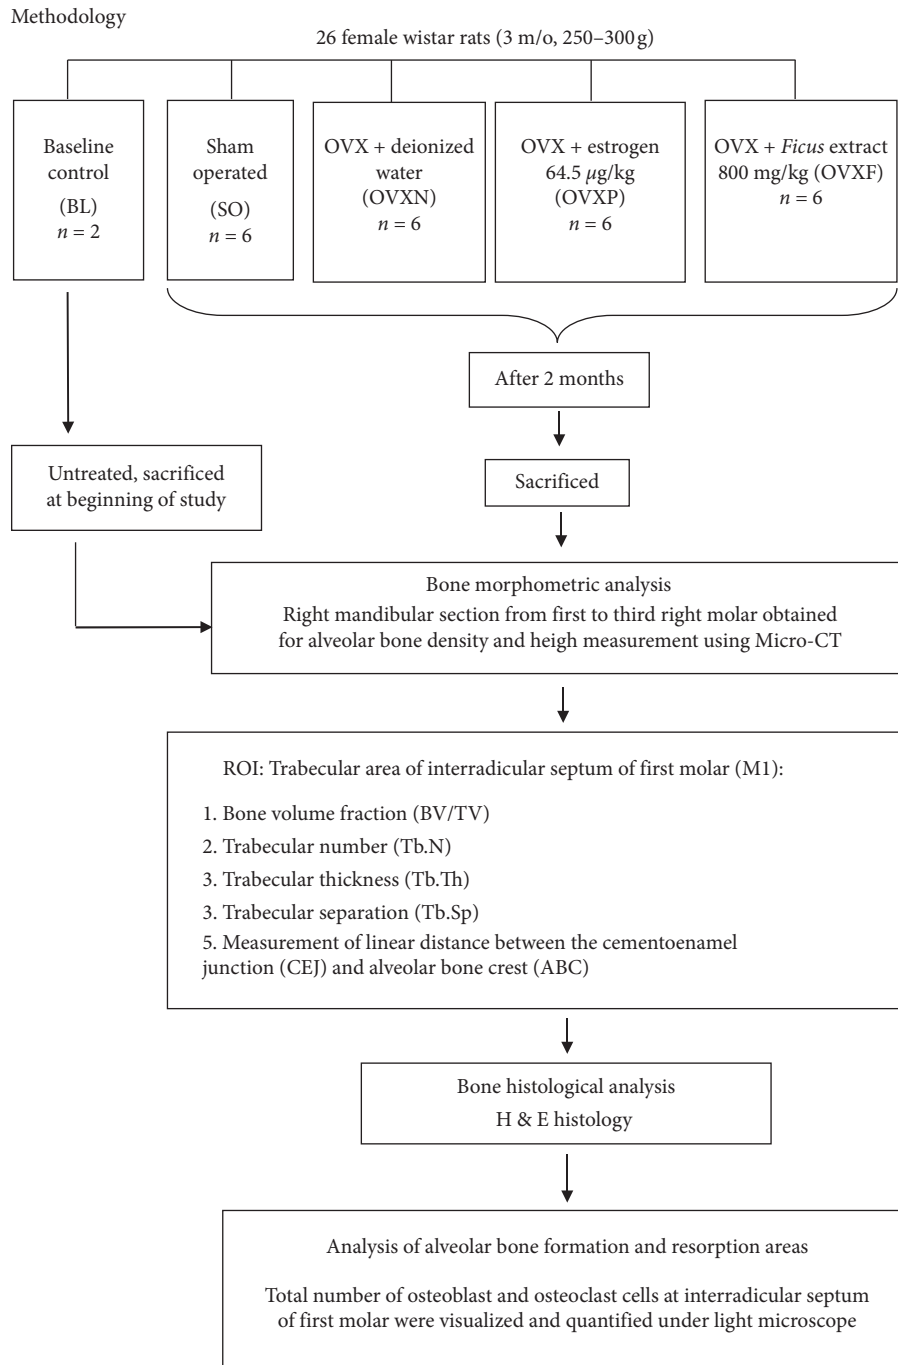 Methodology
26 female wistar rats (3 m/o, 250–300 g)
Baseline
control
(BL)
n = 2
Sham
operated
(SO)
n = 6
OVX + deionized
water
(OVXN)
n = 6
OVX + estrogen
64.5 µg/kg
(OVXP)
n = 6
OVX + Ficus extract
800 mg/kg (OVXF)
n = 6
After 2 months
Untreated, sacrificed
at beginning of study
Sacrificed
Bone morphometric analysis
Right mandibular section from first to third right molar obtained
for alveolar bone density and heigh measurement using Micro-CT
ROI: Trabecular area of interradicular septum of first molar (M1):
1. Bone volume fraction (BV/TV)
2. Trabecular number (Tb.N)
3. Trabecular thickness (Tb.Th)
3. Trabecular separation (Tb.Sp)
5. Measurement of linear distance between the cementoenamel
junction (CEJ) and alveolar bone crest (ABC)
Bone histological analysis
H & E histology
Analysis of alveolar bone formation and resorption areas
Total number of osteoblast and osteoclast cells at interradicular septum
of first molar were visualized and quantified under light microscope